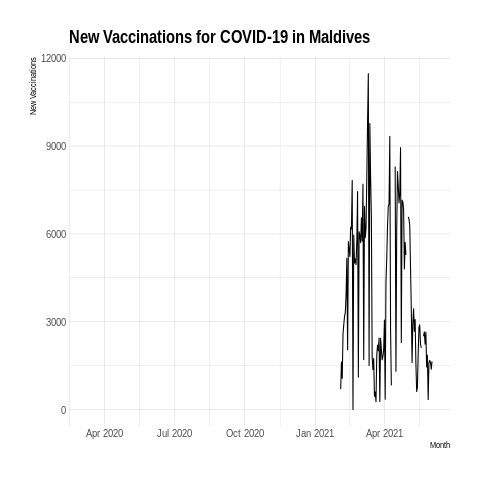 New Vaccinations for COVID-19 in Maldives
New Vaccinations
12000
9000
6000
3000
0
Apr 2020 Jul 2020 Oct 2020 Jan 2021 Apr 2021
Month